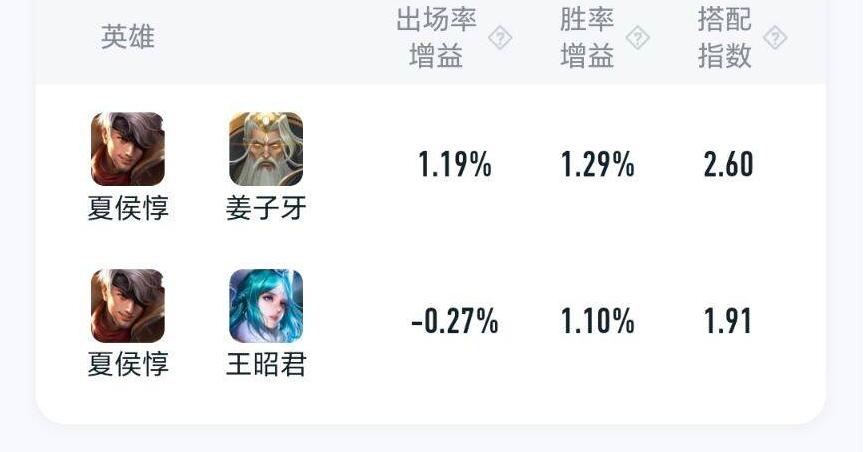 英雄
出场率
增益
胜率
增益
搭配
指数
夏侯惇 姜子牙 1.19% 1.29% 2.60
夏侯惇 王昭君 -0.27% 1.10% 1.91